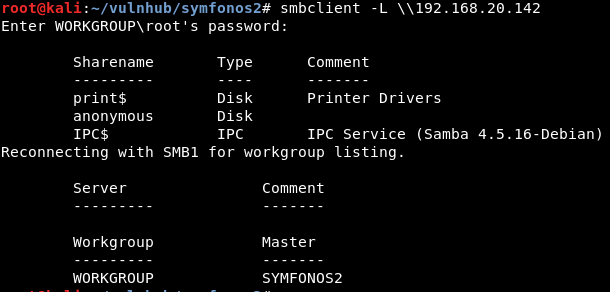 root@kali:~/vulnhub/symfonos2# smbclient -L \\192.168.20.142
Enter WORKGROUP\root's password:
Sharename Type Comment
--------- ---- -------
print$ Disk Printer Drivers
anonymous Disk
IPC$ IPC IPC Service (Samba 4.5.16-Debian)
Reconnecting with SMB1 for workgroup listing.
Server Comment
--------- -------
Workgroup Master
--------- -------
WORKGROUP SYMFONOS2